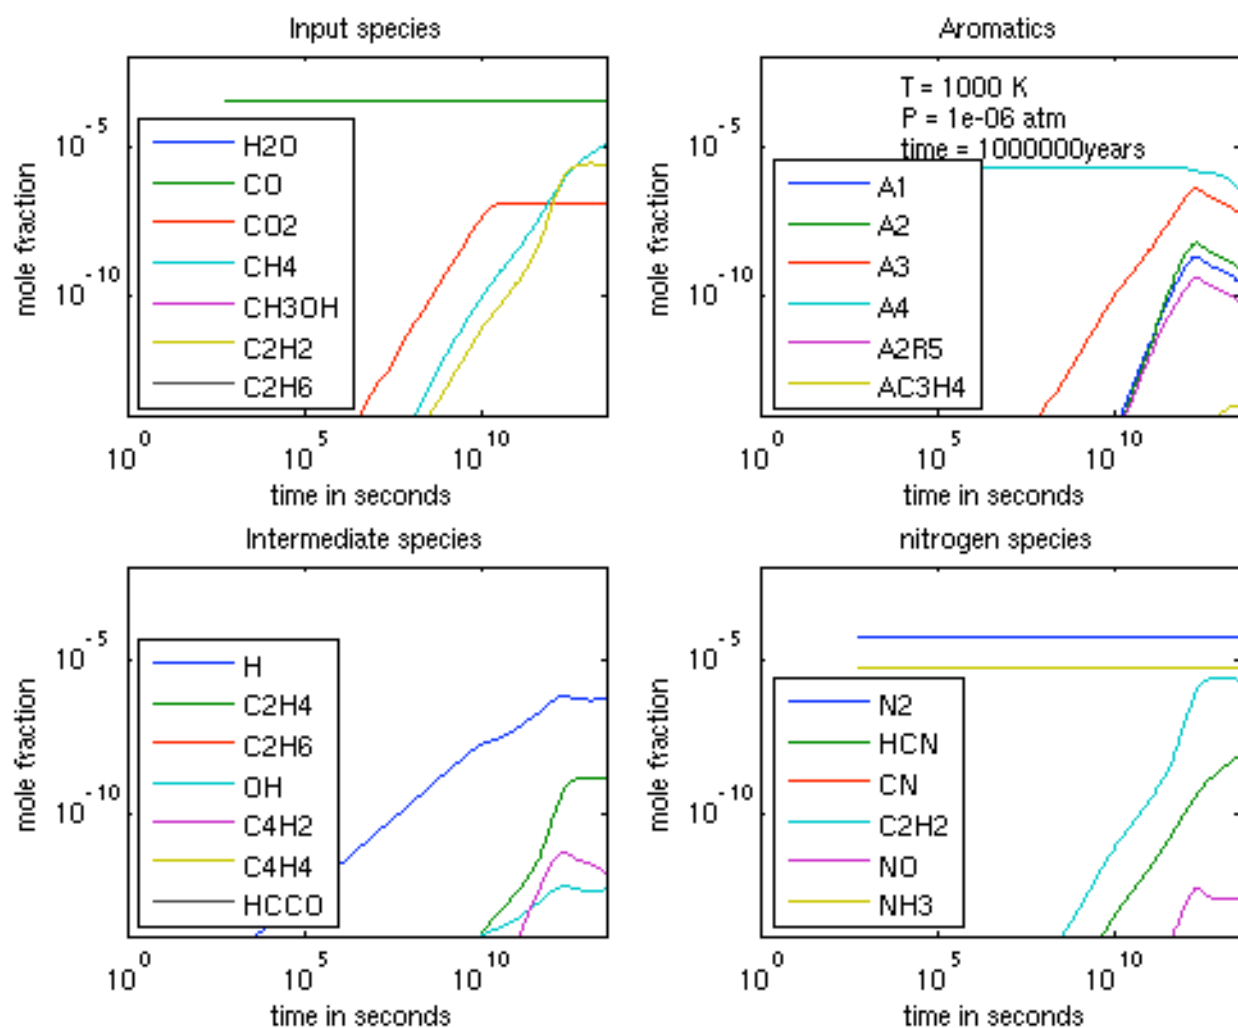 Input species
10^-5
10^-10
mole fraction
H2O
CO
CO2
CH4
CH3OH
C2H2
C2H6
10^0
10^5
10^10
time in seconds
Aromatics
T = 1000 K
P = 1e-06 atm
time = 1000000years
10^-5
10^-10
mole fraction
A1
A2
A3
A4
A2R5
AC3H4
10^0
10^5
10^10
time in seconds
Intermediate species
10^-5
10^-10
mole fraction
H
C2H4
C2H6
OH
C4H2
C4H4
HCCO
10^0
10^5
10^10
time in seconds
nitrogen species
10^-5
10^-10
mole fraction
N2
HCN
CN
C2H2
NO
NH3
10^0
10^5
10^10
time in seconds